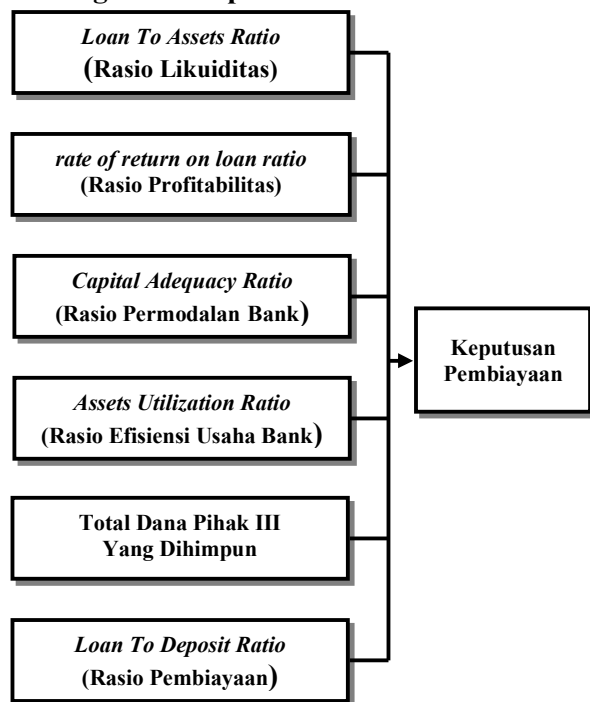 Loan To Assets Ratio
(Rasio Likuiditas)
rate of return on loan ratio
(Rasio Profitabilitas)
Capital Adequacy Ratio
(Rasio Permodalan Bank)
Assets Utilization Ratio
(Rasio Efisiensi Usaha Bank)
Total Dana Pihak III
Yang Dihimpun
Loan To Deposit Ratio
(Rasio Pembiayaan)
Keputusan
Pembiayaan